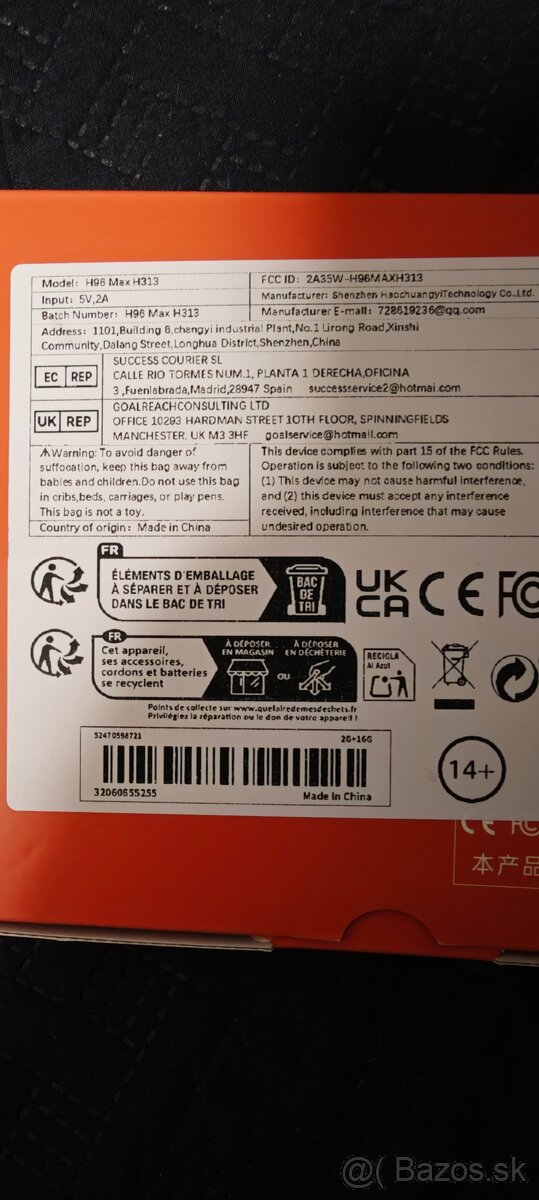 Model: H96 Max H313
FCC ID: 2A35W-H96MAXH313
Input: 5V,2A
Manufacturer: Shenzhen HaochuangyiTechnology Co.,Ltd.
Batch Number: H96 Max H313
Manufacturer E-mail: 728619236@qq.com
Address: 1101,Building 6,changyi industrial Plant,No.1 Lirong Road,Xinshi
Community,Dalang Street,Longhua District,Shenzhen,China
EC REP
SUCCESS COURIER SL
CALLE RIO TORMES NUM.1, PLANTA 1 DERECHA,OFICINA
3 ,Fuenlabrada,Madrid,28947 Spain successservice2@hotmai.com
UK REP
GOALREACHCONSULTING LTD
OFFICE 10293 HARDMAN STREET 10TH FLOOR, SPINNINGFIELDS
MANCHESTER. UK M3 3HF goalservice@hotmail.com
⚠Warning: To avoid danger of
suffocation, keep this bag away from
babies and children.Do not use this bag
in cribs,beds, carriages, or play pens.
This bag is not a toy.
Country of origin: Made in China
This device complies with part 15 of the FCC Rules.
Operation is subject to the following two conditions:
(1) This device may not cause harmful interference,
and (2) this device must accept any interference
received, including interference that may cause
undesired operation.
FR
ÉLÉMENTS D'EMBALLAGE
À SÉPARER ET À DÉPOSER
DANS LE BAC DE TRI
BAC
DE
TRI
UK
CA
CE
FC
FR
Cet appareil,
ses accessoires,
cordons et batteries
se recyclent
À DÉPOSER
EN MAGASIN
OU
À DÉPOSER
EN DÉCHÈTERIE
RECICLA
Al Azul
Points de collecte sur www.quefairedemesdechets.fr
Privilégiez la réparation ou le don de votre appareil !
52470598721
2G+16G
32060655255
Made In China
14+
CE FC
本产品
@( Bazos.sk